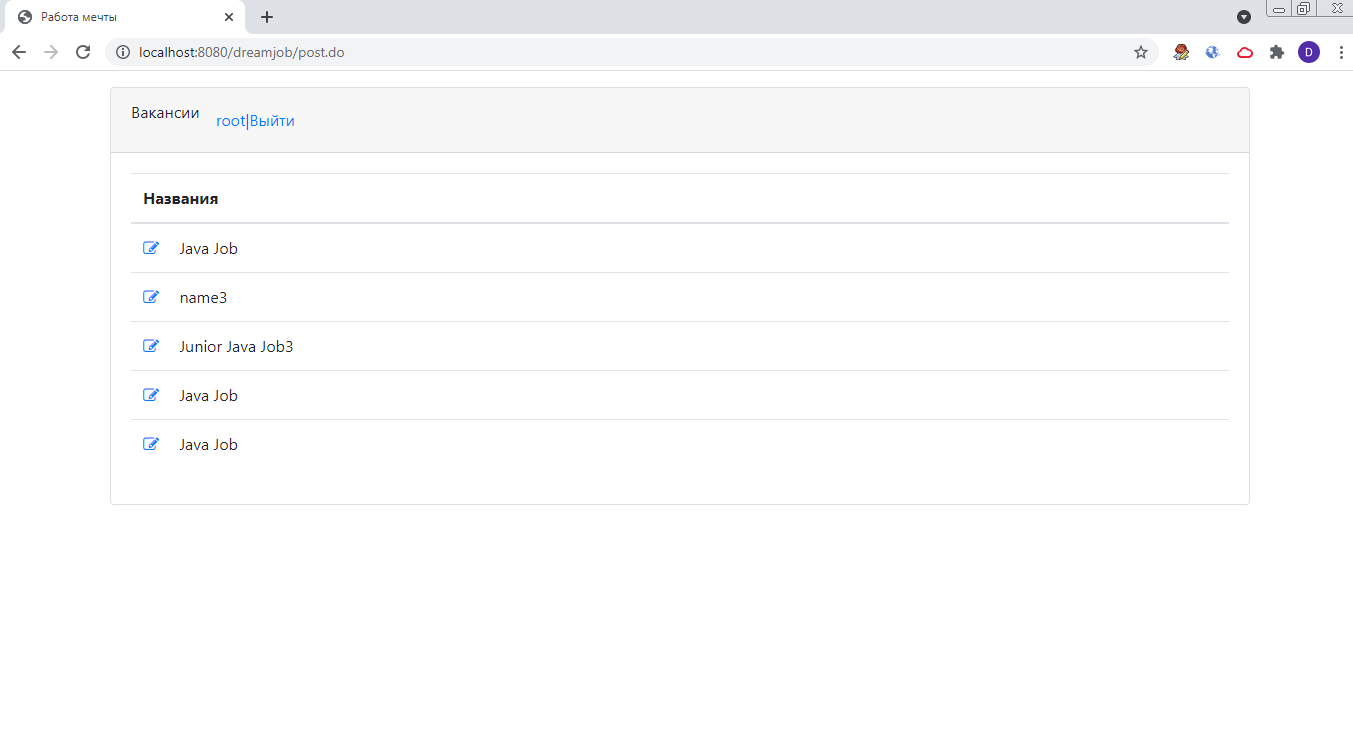 Работа мечты
localhost:8080/dreamjob/post.do
D
Вакансии root|Выйти
Названия
Java Job
name3
Junior Java Job3
Java Job
Java Job